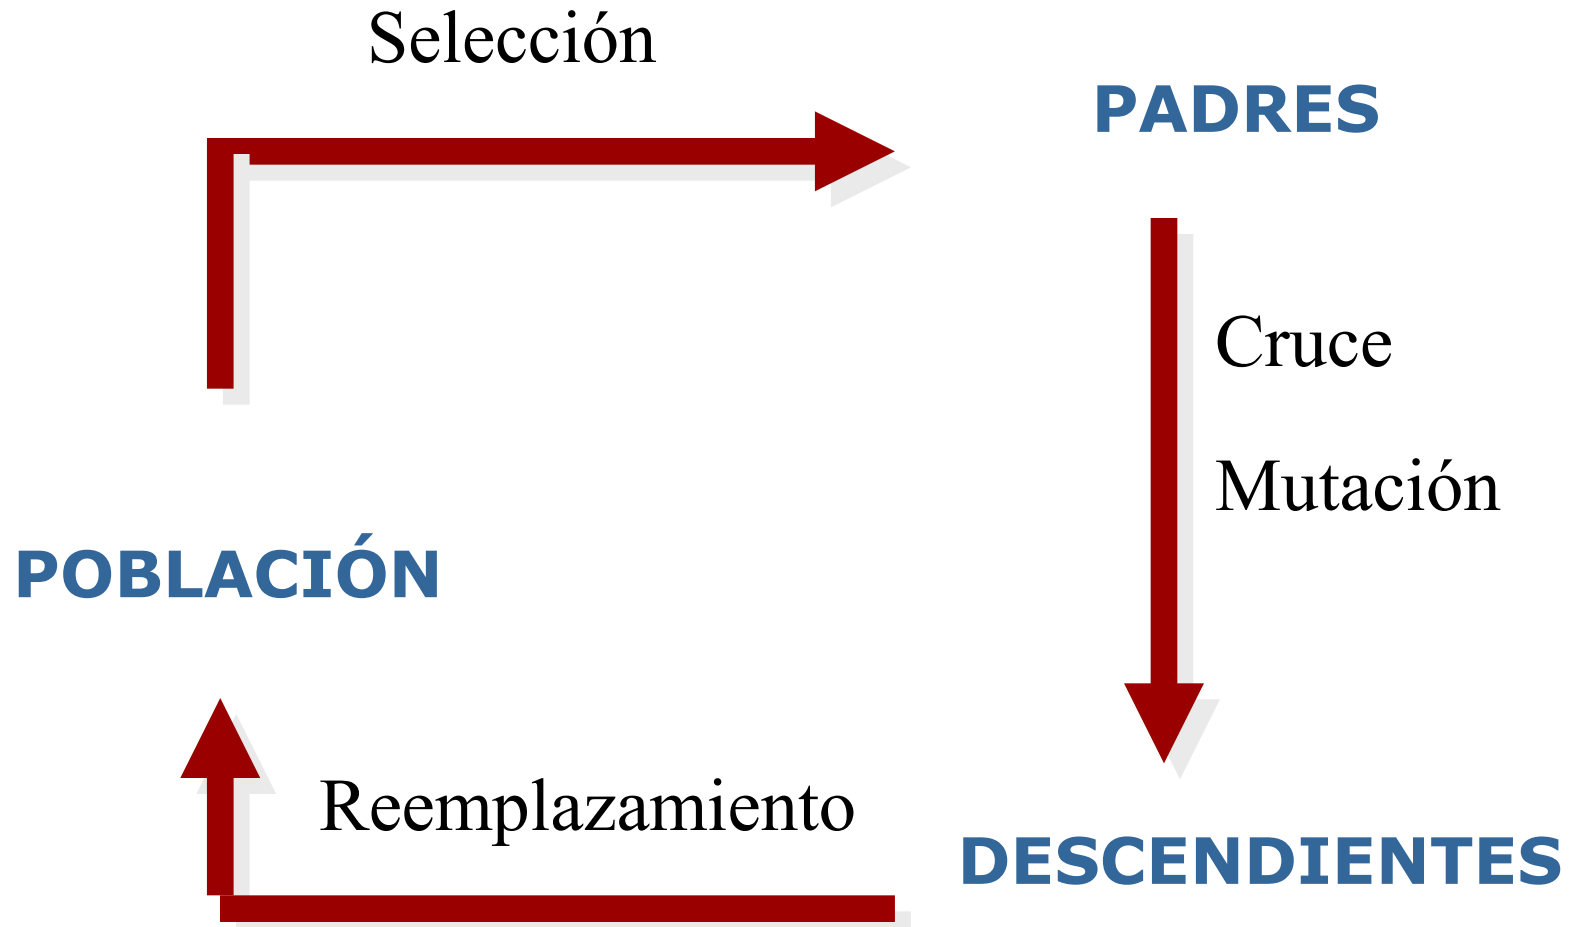 Selección
PADRES
Cruce
Mutación
POBLACIÓN
Reemplazamiento
DESCENDIENTES